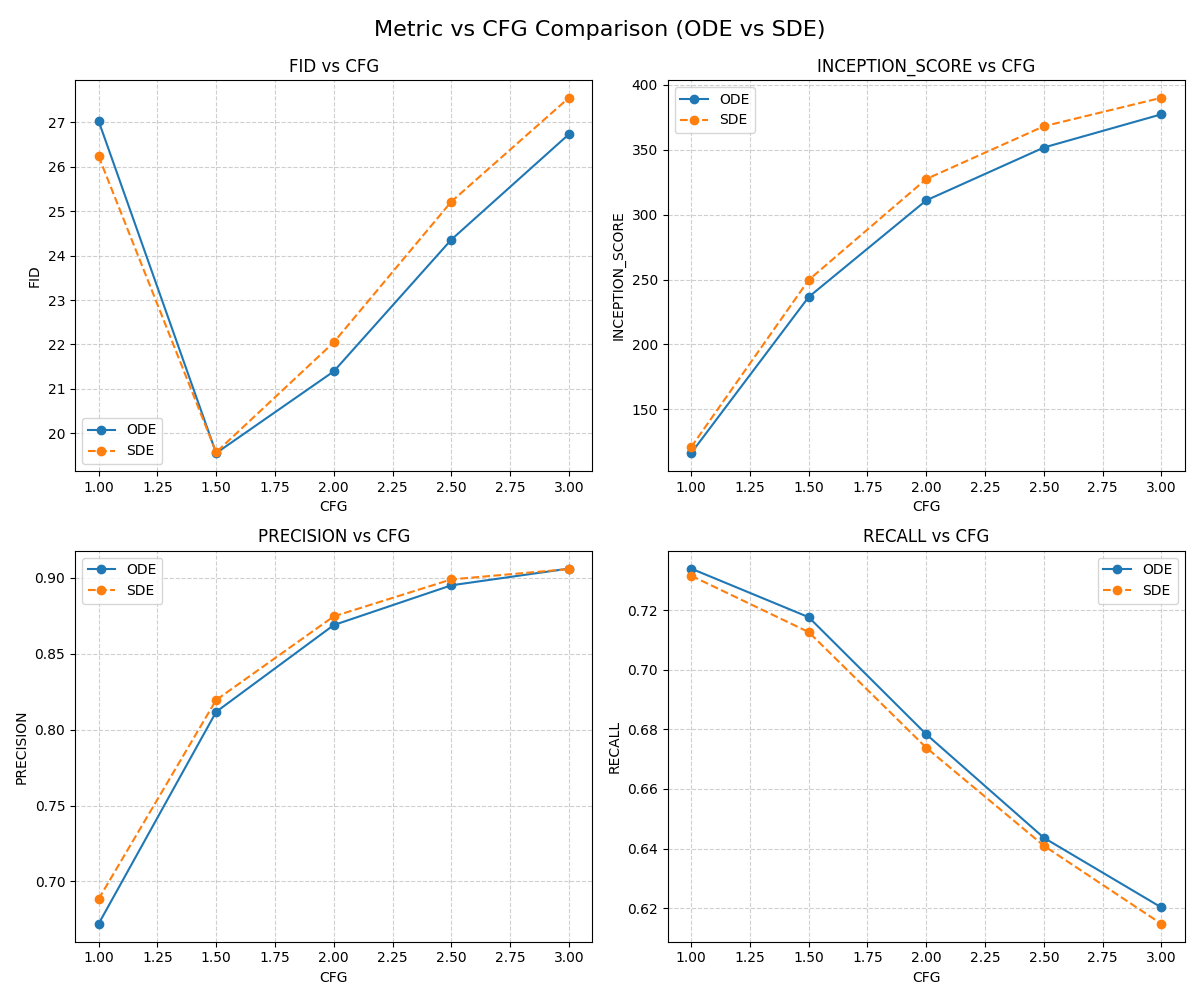 Metric vs CFG Comparison (ODE vs SDE)
FID vs CFG
FID
27
26
25
24
23
22
21
20
ODE
SDE
1.00 1.25 1.50 1.75 2.00 2.25 2.50 2.75 3.00
CFG
INCEPTION_SCORE vs CFG
INCEPTION_SCORE
400
350
300
250
200
150
ODE
SDE
1.00 1.25 1.50 1.75 2.00 2.25 2.50 2.75 3.00
CFG
PRECISION vs CFG
PRECISION
0.90
0.85
0.80
0.75
0.70
ODE
SDE
1.00 1.25 1.50 1.75 2.00 2.25 2.50 2.75 3.00
CFG
RECALL vs CFG
RECALL
0.72
0.70
0.68
0.66
0.64
0.62
ODE
SDE
1.00 1.25 1.50 1.75 2.00 2.25 2.50 2.75 3.00
CFG